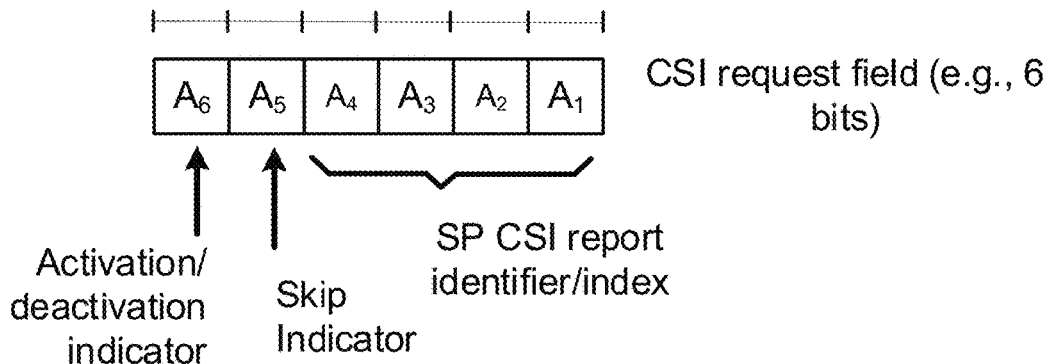 A6 A5 A4 A3 A2 A1
CSI request field (e.g., 6
bits)
Activation/
deactivation
indicator
Skip
Indicator
SP CSI report
identifier/index